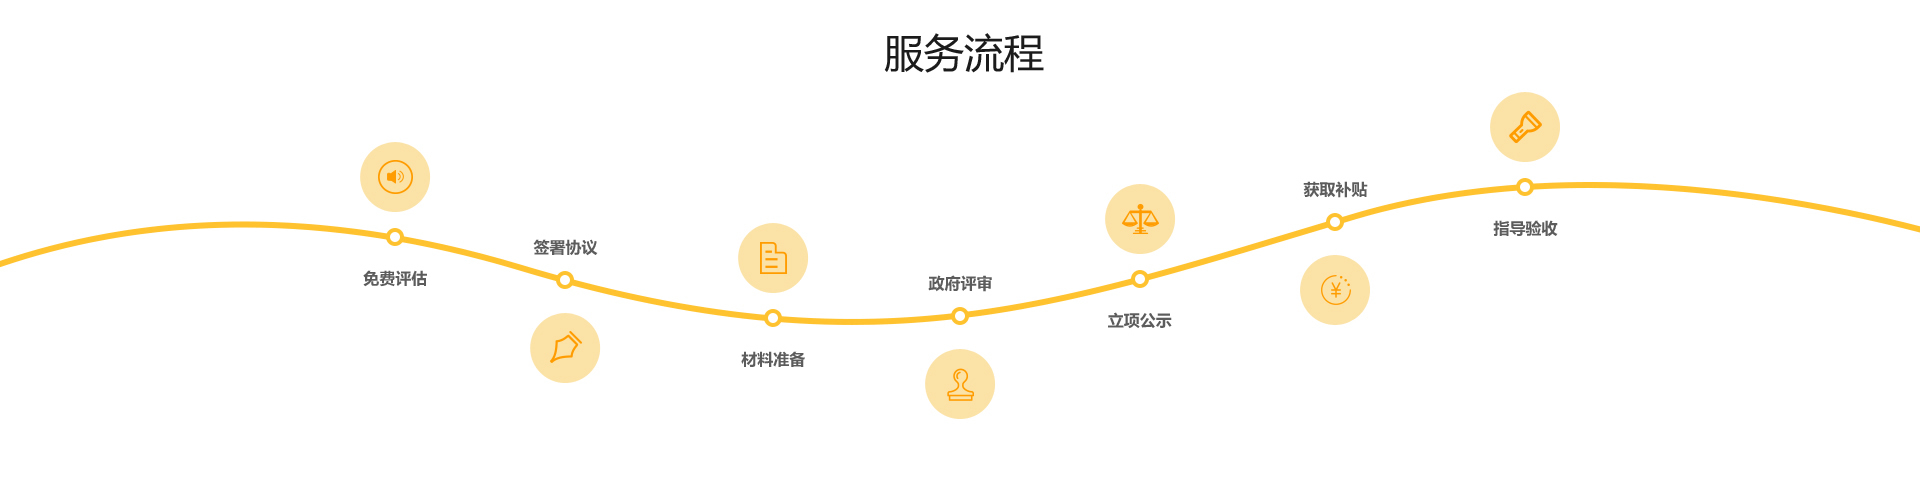 服务流程
免费评估
签署协议
材料准备
政府评审
立项公示
获取补贴
指导验收